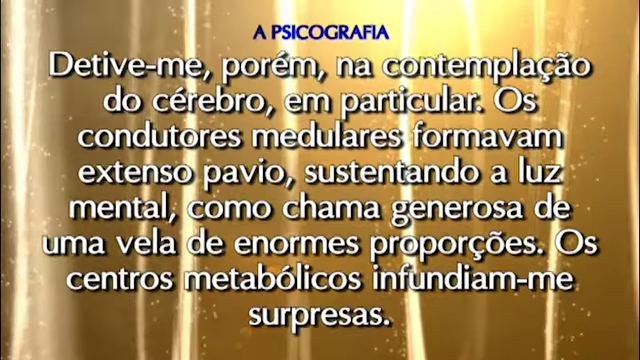 A PSICOGRAFIA
Detive-me, porém, na contemplação
do cérebro, em particular. Os
condutores medulares formavam
extenso pavio, sustentando a luz
mental, como chama generosa de
uma vela de enormes proporções. Os
centros metabólicos infundiam-me
surpresas.